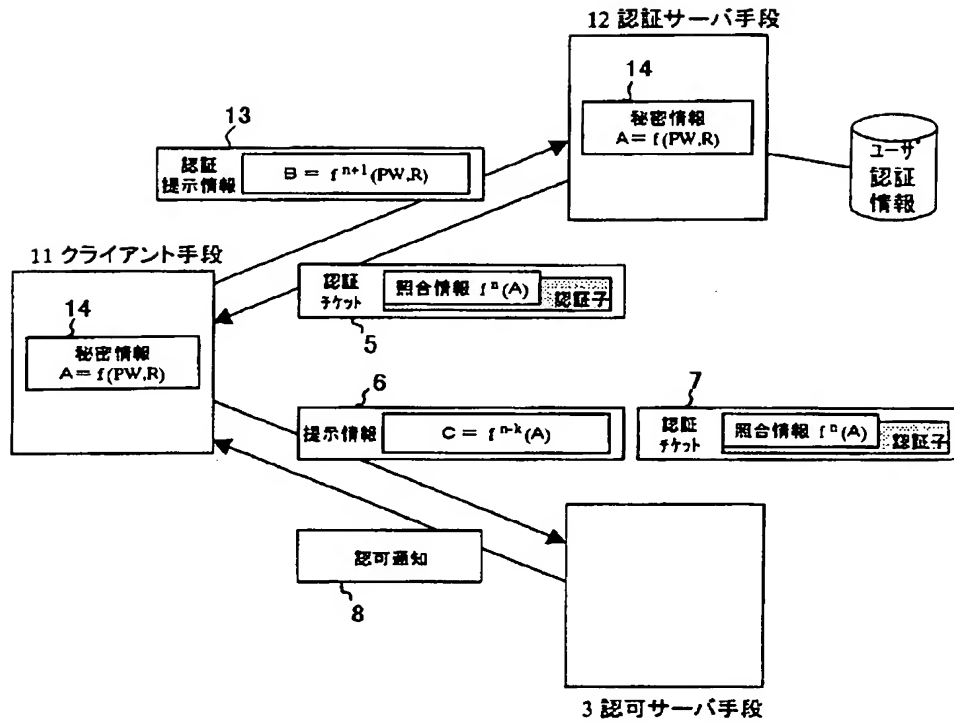 12 認証サーバ手段
14
秘密情報
A=f(PW,R)
ユーザ
認証
情報
13
認証
提示情報
B = f^{n+1}(PW,R)
11 クライアント手段
14
秘密情報
A=f(PW,R)
認証
チケット
照合情報 f^n(A)
認証子
5
6
提示情報
C = f^{n-k}(A)
7
認証
チケット
照合情報 f^n(A)
認証子
認可通知
8
3 認可サーバ手段